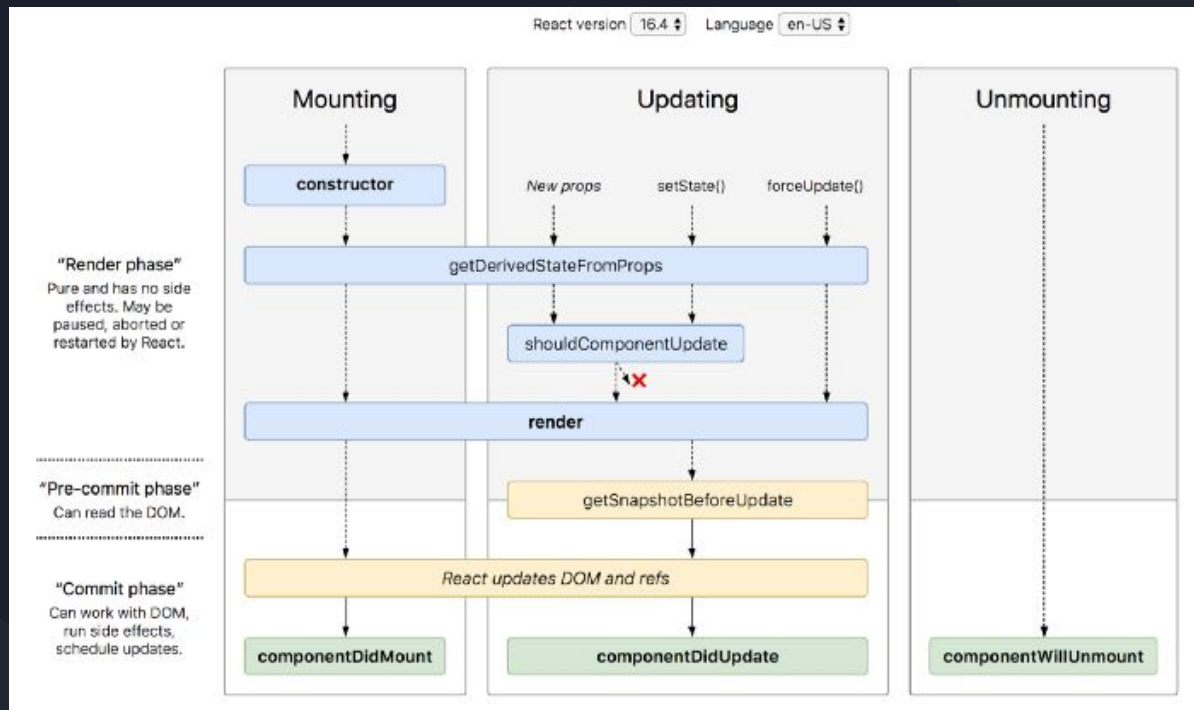 React version 16.4 Language en-US
Mounting
Updating
Unmounting
constructor
New props
setState()
forceUpdate()
"Render phase"
Pure and has no side
effects. May be
paused, aborted or
restarted by React.
getDerivedStateFromProps
shouldComponentUpdate
render
"Pre-commit phase"
Can read the DOM.
getSnapshotBeforeUpdate
"Commit phase"
Can work with DOM,
run side effects,
schedule updates.
React updates DOM and refs
componentDidMount
componentDidUpdate
componentWillUnmount